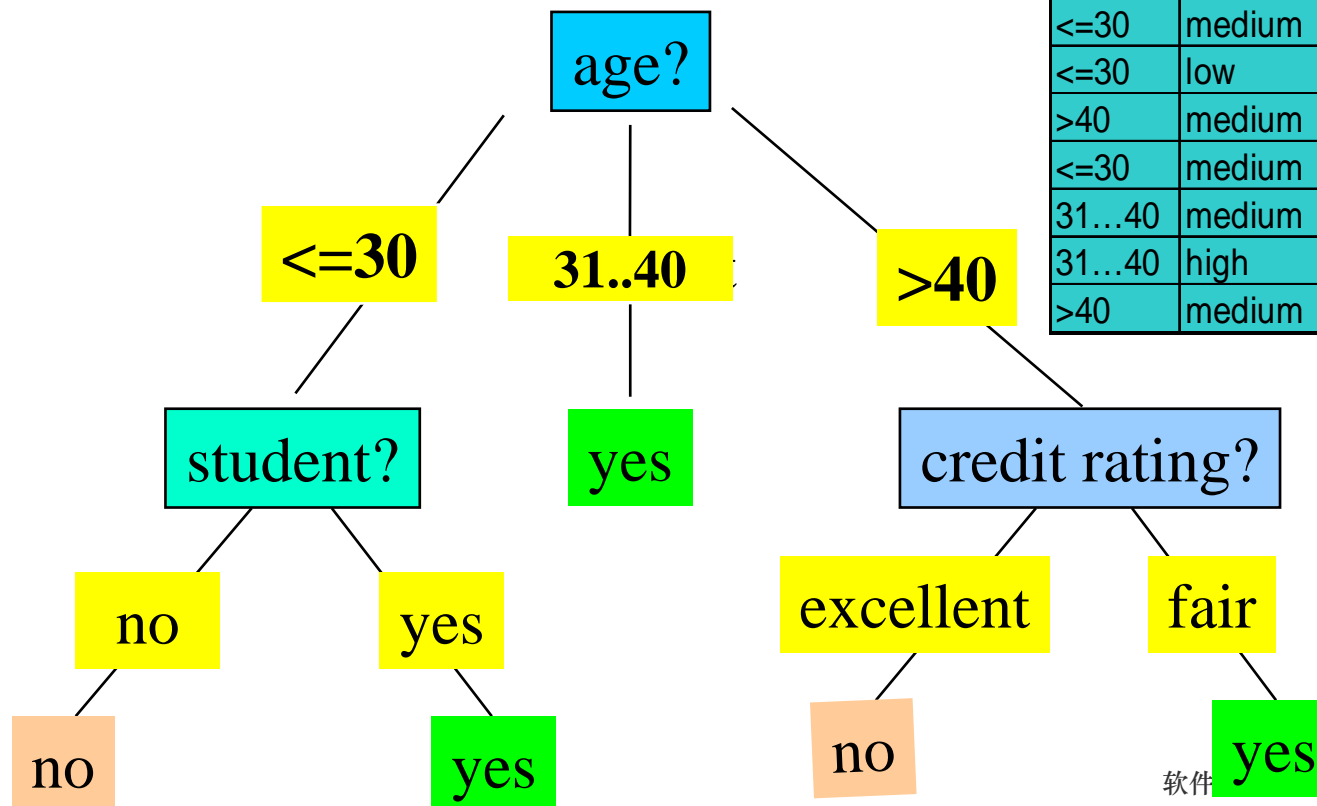 age?
<=30 medium
<=30 low
>40 medium
<=30 medium
31…40 medium
31…40 high
>40 medium
<=30
31..40
>40
student?
yes
credit rating?
no
yes
excellent
fair
no
yes
no
yes
软件